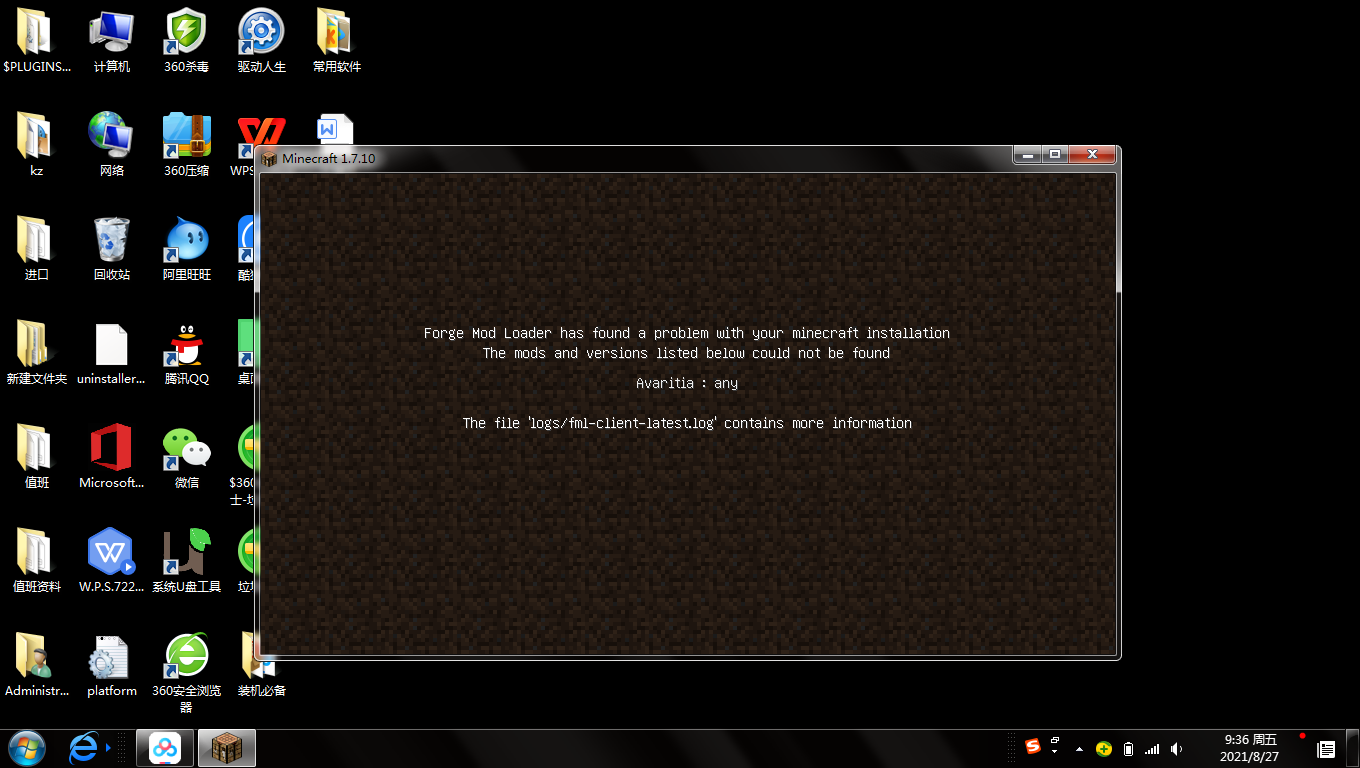 $PLUGINS...
计算机
360杀毒
驱动人生
常用软件
kz
网络
360压缩
WPS
进口
回收站
阿里旺旺
酷
新建文件夹
uninstaller...
腾讯QQ
桌
值班
Microsoft...
微信
$360
士-
值班资料
W.P.S.722...
系统U盘工具
垃
Administr...
platform
360安全浏览
器
装机必备
Minecraft 1.7.10
Forge Mod Loader has found a problem with your minecraft installation
The mods and versions listed below could not be found
Avaritia : any
The file 'logs/fml-client-latest.log' contains more information
9:36 周五
2021/8/27